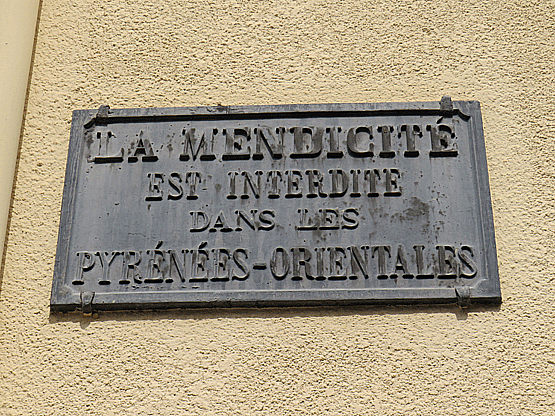 LA MENDICITÉ
EST INTERDITE
DANS LES
PYRÉNÉES-ORIENTALES